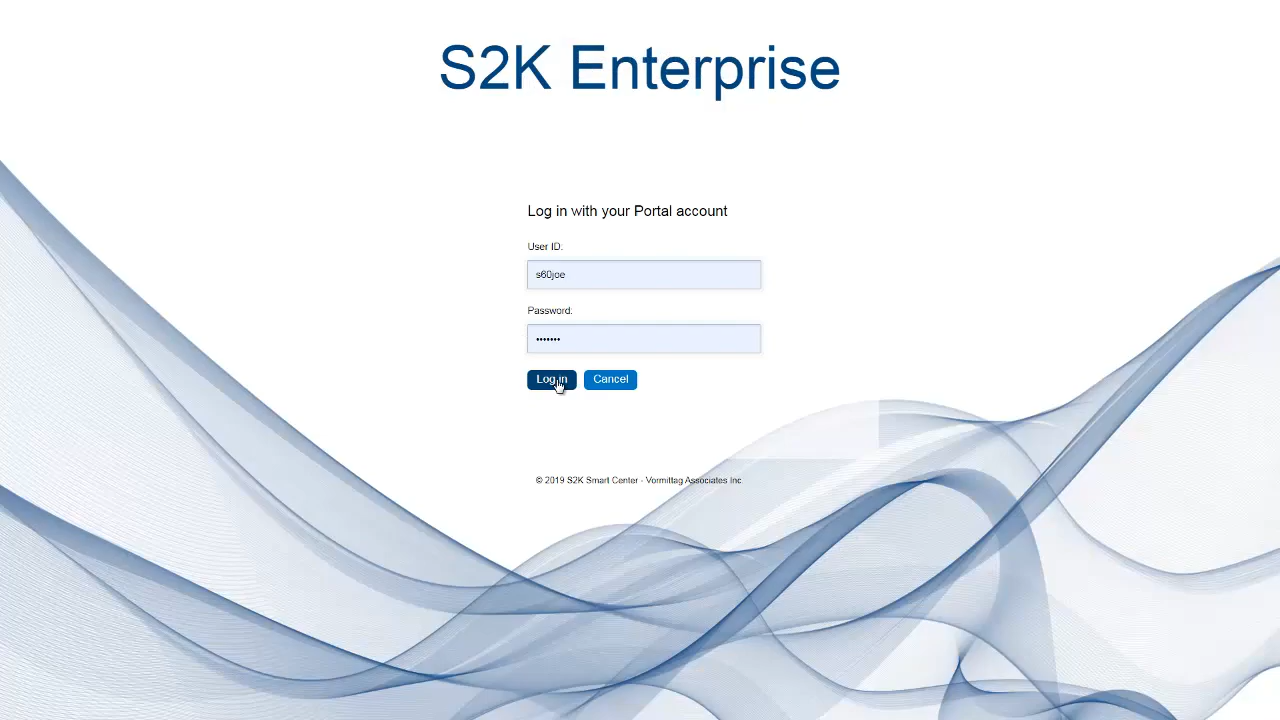 S2K Enterprise
Log in with your Portal account
User ID:
s60joe
Password:
•••••••
Log in
Cancel
© 2019 S2K Smart Center - Vormittag Associates Inc